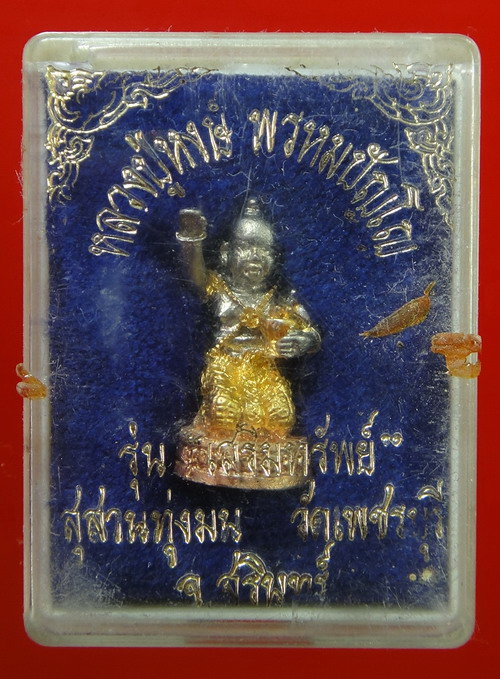 หลวงปู่หงษ์ พรหมปัญโญ
รุ่น เสริมทรัพย์
สุสานทุ่งมน วัดเพชรบุรี
จ.สุรินทร์